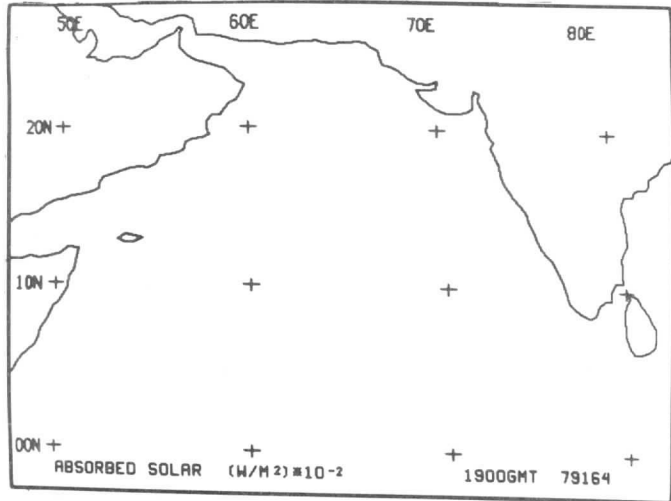 50E 60E 70E 80E
20N
10N
00N
ABSORBED SOLAR (W/M²)*10⁻² 1900GMT 79164